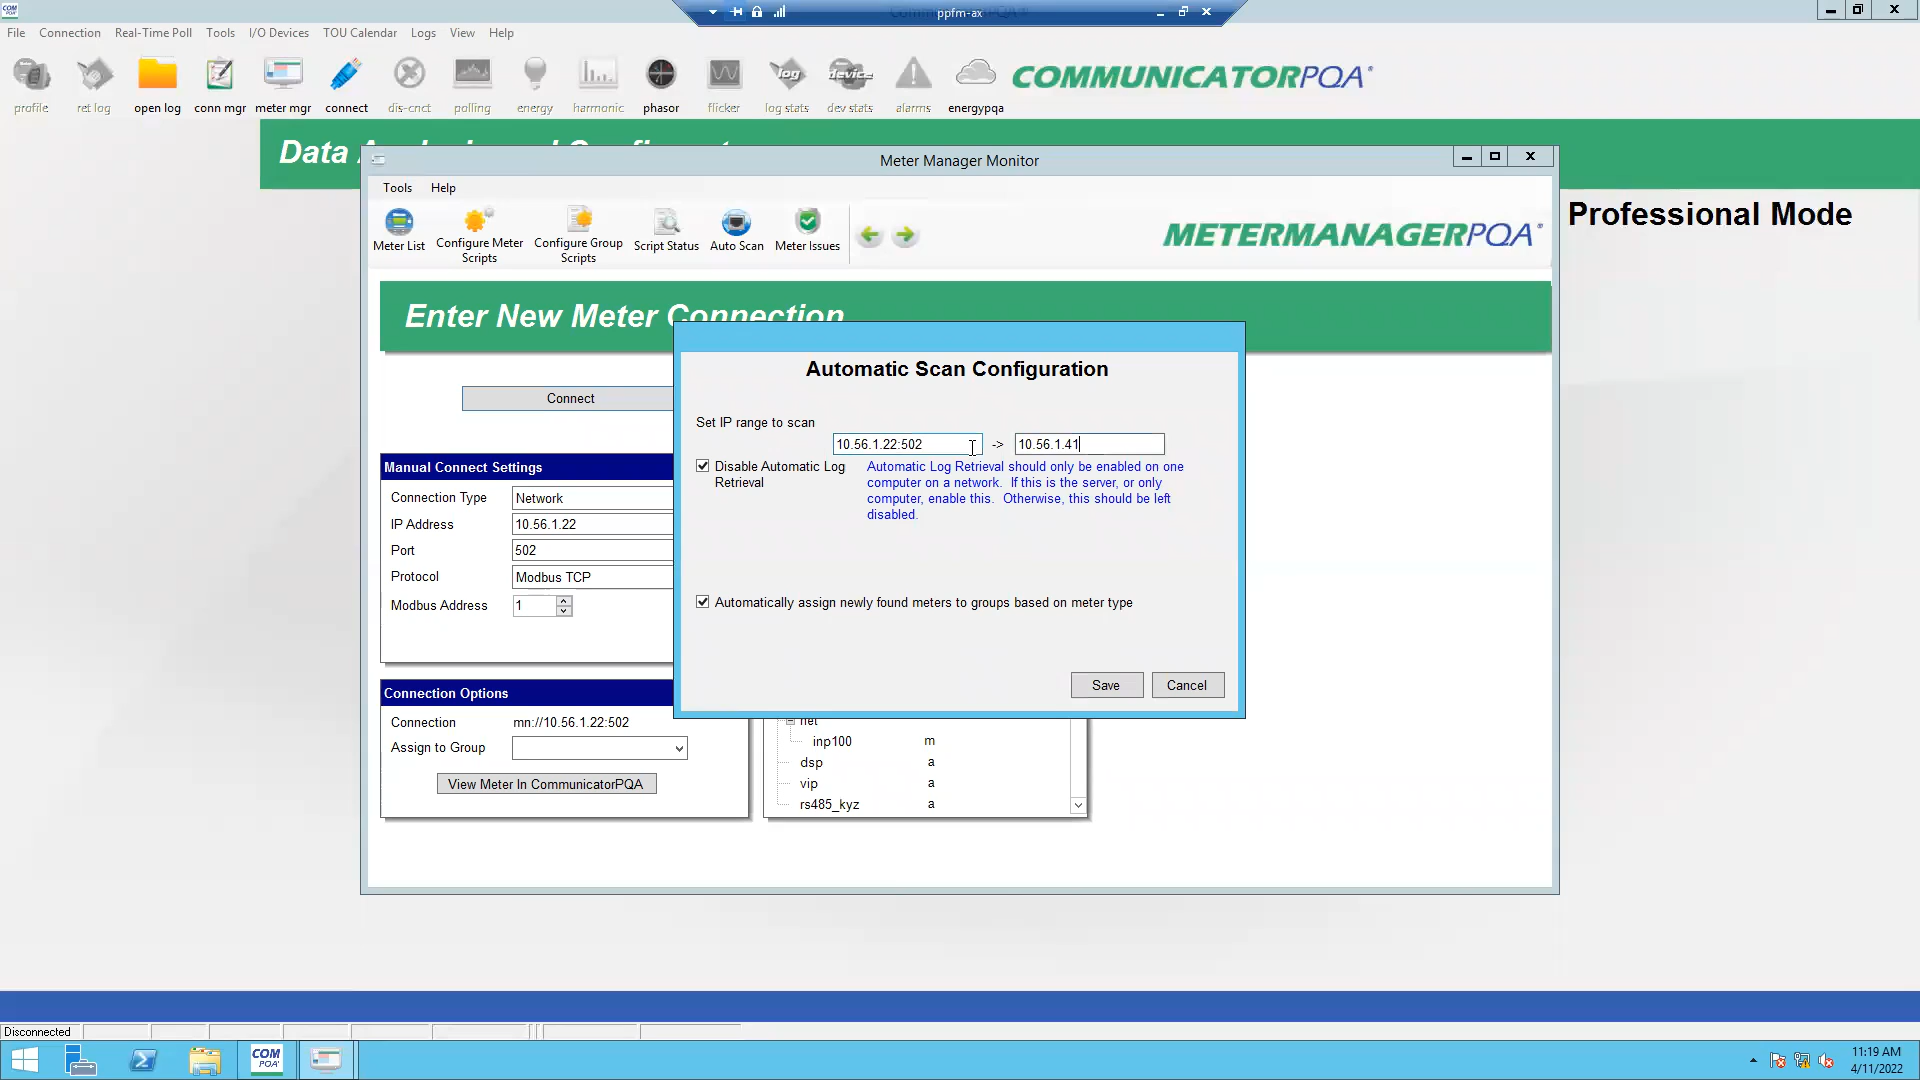 COM
PQA
ppfm-ax
File Connection Real-Time Poll Tools I/O Devices TOU Calendar Logs View Help
profile ret log open log conn mgr meter mgr connect dis-cnct polling energy harmonic phasor flicker log stats dev stats alarms energypqa
log
device
COMMUNICATORPQA®
Data
Meter Manager Monitor
Professional Mode
Tools Help
Meter List
Configure Meter Scripts
Configure Group Scripts
Script Status
Auto Scan
Meter Issues
METERMANAGERPQA®
Enter New Meter Connection
Automatic Scan Configuration
Connect
Set IP range to scan
10.56.1.22:502 -> 10.56.1.41
Disable Automatic Log
Retrieval
Automatic Log Retrieval should only be enabled on one
computer on a network. If this is the server, or only
computer, enable this. Otherwise, this should be left
disabled.
Automatically assign newly found meters to groups based on meter type
Save Cancel
Manual Connect Settings
Connection Type Network
IP Address 10.56.1.22
Port 502
Protocol Modbus TCP
Modbus Address 1
Connection Options
Connection mn://10.56.1.22:502
Assign to Group
View Meter In CommunicatorPQA
net
inp100 m
dsp a
vip a
rs485_kyz a
Disconnected
COM
PQA
11:19 AM
4/11/2022